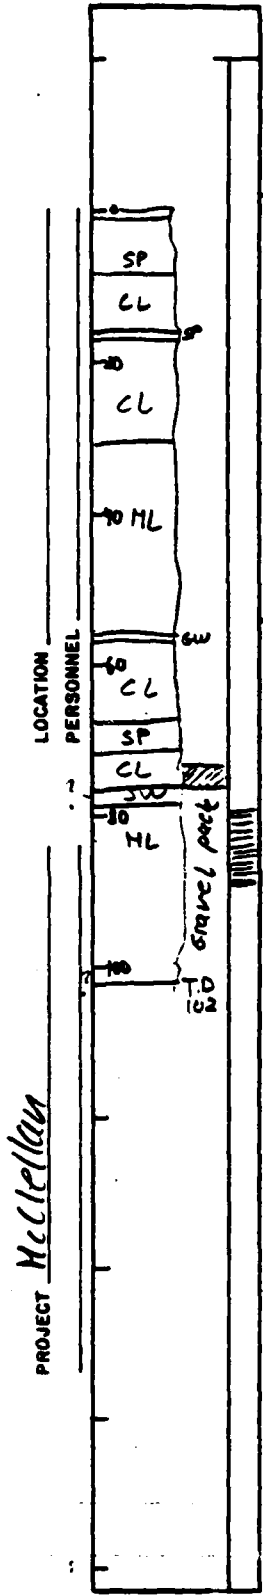 PROJECT McClellan
LOCATION
PERSONNEL
0
SP
CL
SP
20
CL
40 ML
SW
60
CL
SP
CL
?
SW
80
ML
Gravel pack
100
?
T.D
102